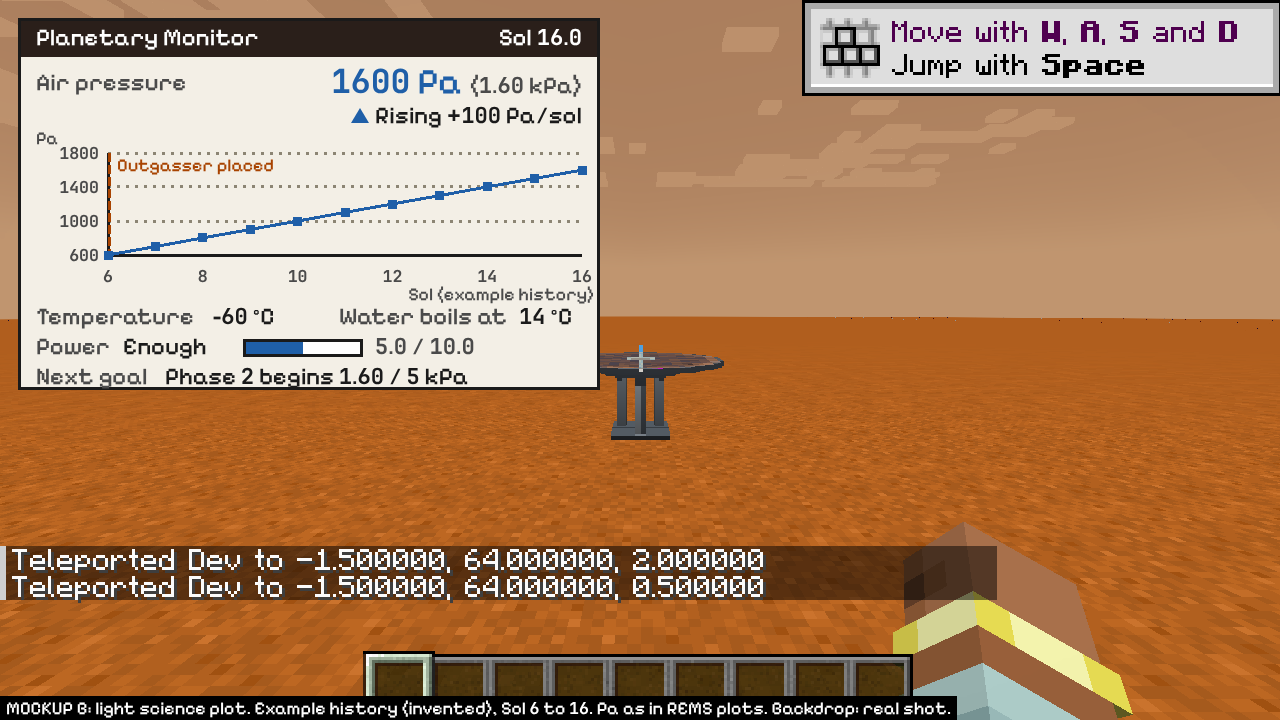 Planetary Monitor Sol 16.0
Air pressure 1600 Pa (1.60 kPa)
▲ Rising +100 Pa/sol
Pa
1800
Outgasser placed
1400
1000
600
6 8 10 12 14 16
Sol (example history)
Temperature -60 °C Water boils at 14 °C
Power Enough 5.0 / 10.0
Next goal Phase 2 begins 1.60 / 5 kPa
Move with W, A, S and D
Jump with Space
Teleported Dev to -1.500000, 64.000000, 2.000000
Teleported Dev to -1.500000, 64.000000, 0.500000
MOCKUP B: light science plot. Example history (invented), Sol 6 to 16. Pa as in REMS plots. Backdrop: real shot.